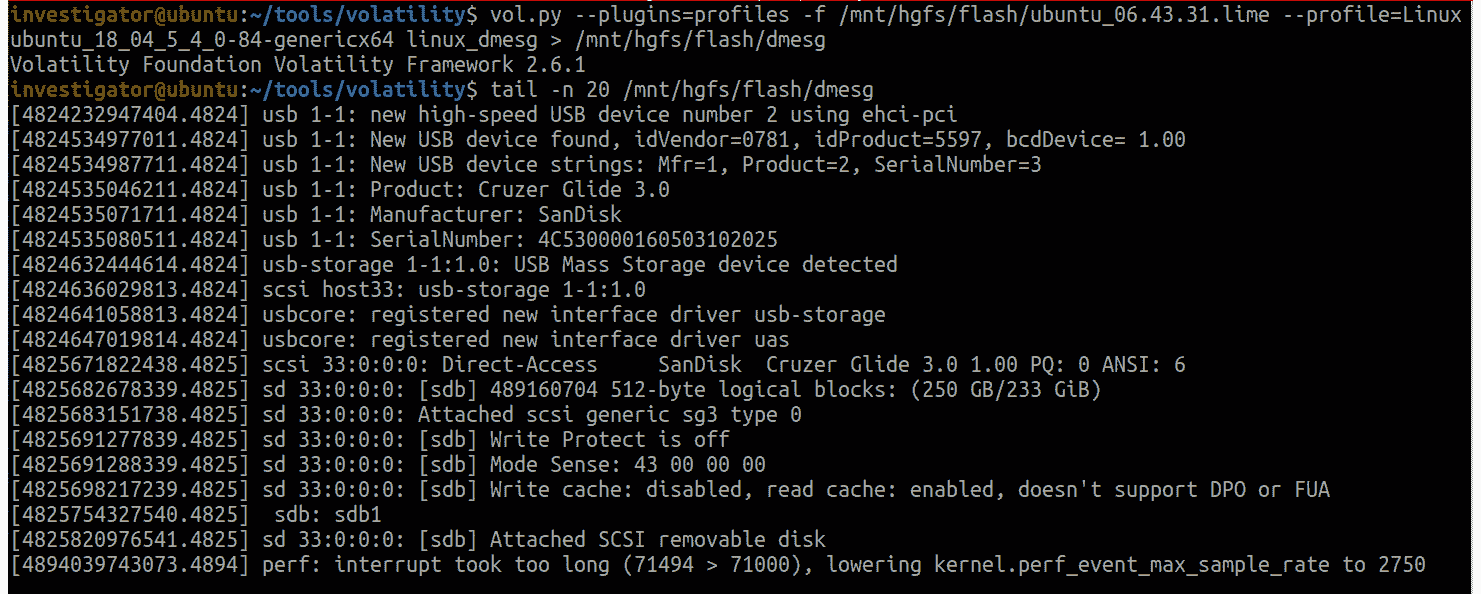 investigator@ubuntu:~/tools/volatility$ vol.py --plugins=profiles -f /mnt/hgfs/flash/ubuntu_06.43.31.lime --profile=Linux
ubuntu_18_04_5_4_0-84-genericx64 linux_dmesg > /mnt/hgfs/flash/dmesg
Volatility Foundation Volatility Framework 2.6.1
investigator@ubuntu:~/tools/volatility$ tail -n 20 /mnt/hgfs/flash/dmesg
[4824232947404.4824] usb 1-1: new high-speed USB device number 2 using ehci-pci
[4824534977011.4824] usb 1-1: New USB device found, idVendor=0781, idProduct=5597, bcdDevice= 1.00
[4824534987711.4824] usb 1-1: New USB device strings: Mfr=1, Product=2, SerialNumber=3
[4824535046211.4824] usb 1-1: Product: Cruzer Glide 3.0
[4824535071711.4824] usb 1-1: Manufacturer: SanDisk
[4824535080511.4824] usb 1-1: SerialNumber: 4C530000160503102025
[4824632444614.4824] usb-storage 1-1:1.0: USB Mass Storage device detected
[4824636029813.4824] scsi host33: usb-storage 1-1:1.0
[4824641058813.4824] usbcore: registered new interface driver usb-storage
[4824647019814.4824] usbcore: registered new interface driver uas
[4825671822438.4825] scsi 33:0:0:0: Direct-Access     SanDisk  Cruzer Glide 3.0 1.00 PQ: 0 ANSI: 6
[4825682678339.4825] sd 33:0:0:0: [sdb] 489160704 512-byte logical blocks: (250 GB/233 GiB)
[4825683151738.4825] sd 33:0:0:0: Attached scsi generic sg3 type 0
[4825691277839.4825] sd 33:0:0:0: [sdb] Write Protect is off
[4825691288339.4825] sd 33:0:0:0: [sdb] Mode Sense: 43 00 00 00
[4825698217239.4825] sd 33:0:0:0: [sdb] Write cache: disabled, read cache: enabled, doesn't support DPO or FUA
[4825754327540.4825]  sdb: sdb1
[4825820976541.4825] sd 33:0:0:0: [sdb] Attached SCSI removable disk
[4894039743073.4894] perf: interrupt took too long (71494 > 71000), lowering kernel.perf_event_max_sample_rate to 2750